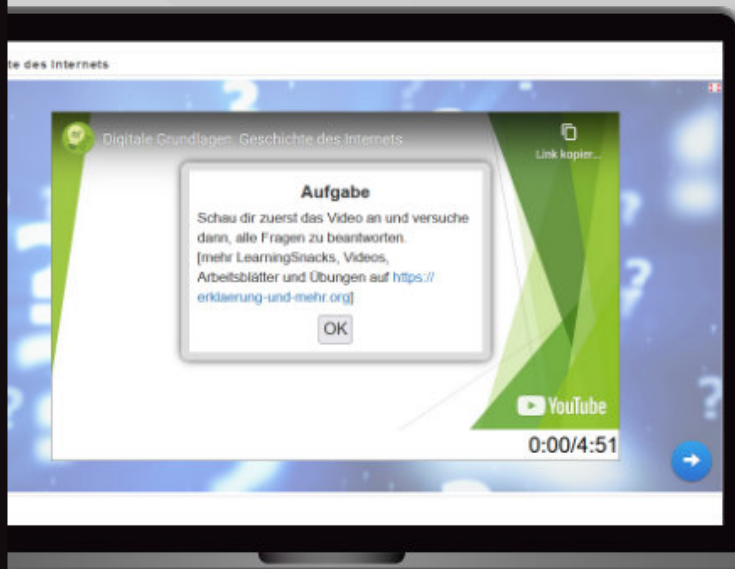 te des Internets
Digitale Grundlagen: Geschichte des Internets
Link kopier...
Aufgabe
Schau dir zuerst das Video an und versuche
dann, alle Fragen zu beantworten.
[mehr LearningSnacks, Videos,
Arbeitsblätter und Übungen auf https://
erklaerung-und-mehr.org]
OK
YouTube
0:00/4:51